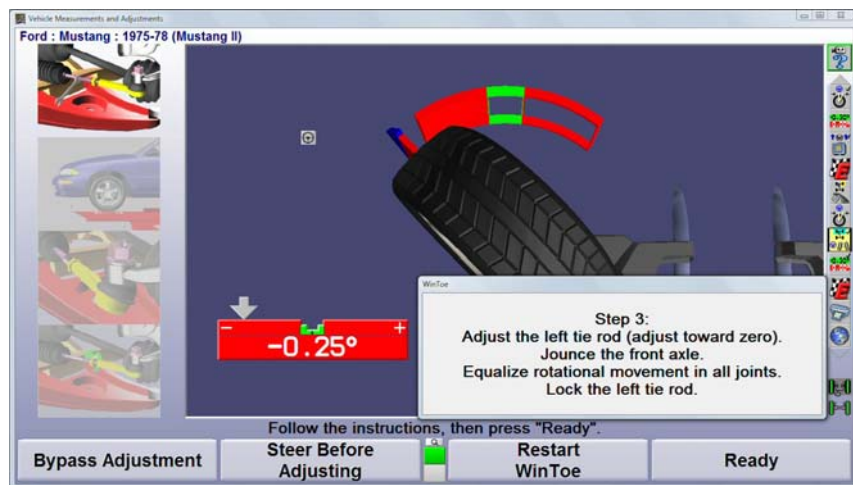 Vehicle Measurements and Adjustments
Ford : Mustang : 1975-78 (Mustang II)
- +
-0.25°
WinToe
Step 3:
Adjust the left tie rod (adjust toward zero).
Jounce the front axle.
Equalize rotational movement in all joints.
Lock the left tie rod.
Follow the instructions, then press "Ready".
Bypass Adjustment
Steer Before
Adjusting
Restart
WinToe
Ready